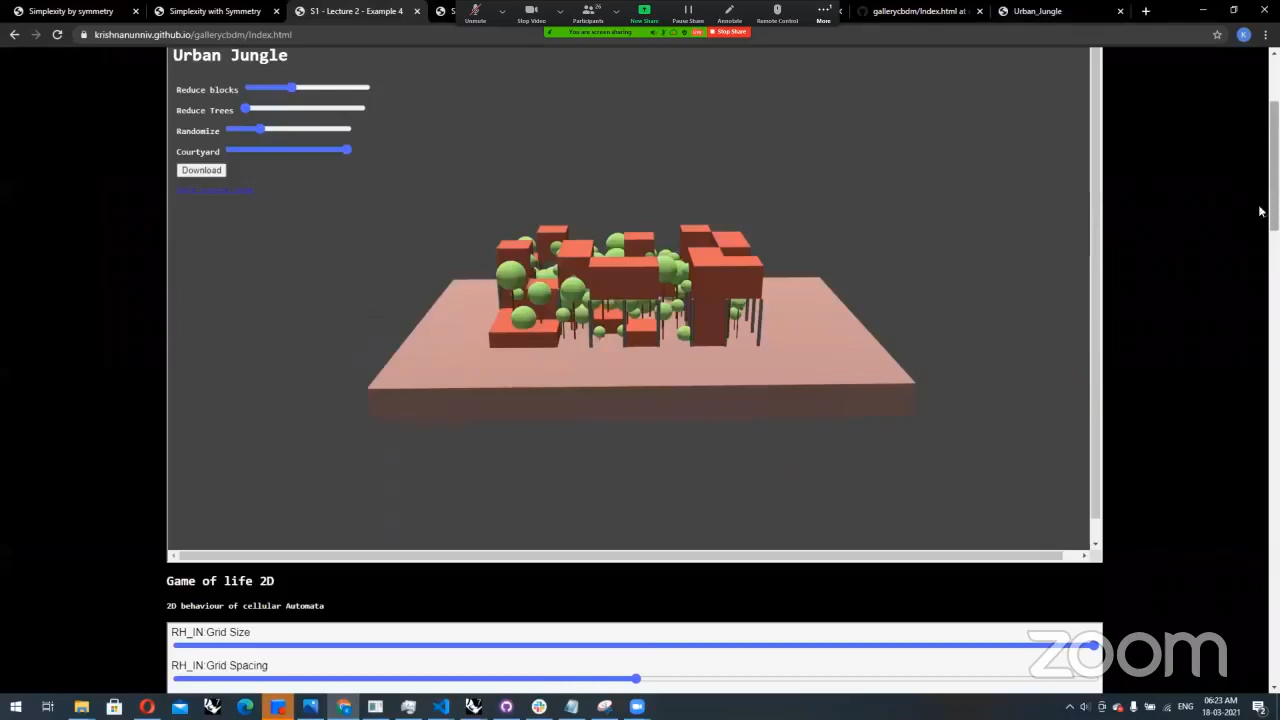 Simplexity by symmetry
Simplexity with Symmetry
S1 - Lecture 2 - Example 4
gallerycbdm/Index.html at
Urban_Jungle
Unmute
Stop Video
26
Participants
New Share
Pause Share
Annotate
Remote Control
More
You are screen sharing
LIVE
Stop Share
krishnanunniv.github.io/gallerycbdm/Index.html
K
Urban Jungle
Reduce blocks
Reduce Trees
Randomize
Courtyard
Download
Game of life 2D
2D behaviour of cellular Automata
RH_IN:Grid Size
RH_IN:Grid Spacing
zoom
ENG
06:23 AM
18-03-2021
2